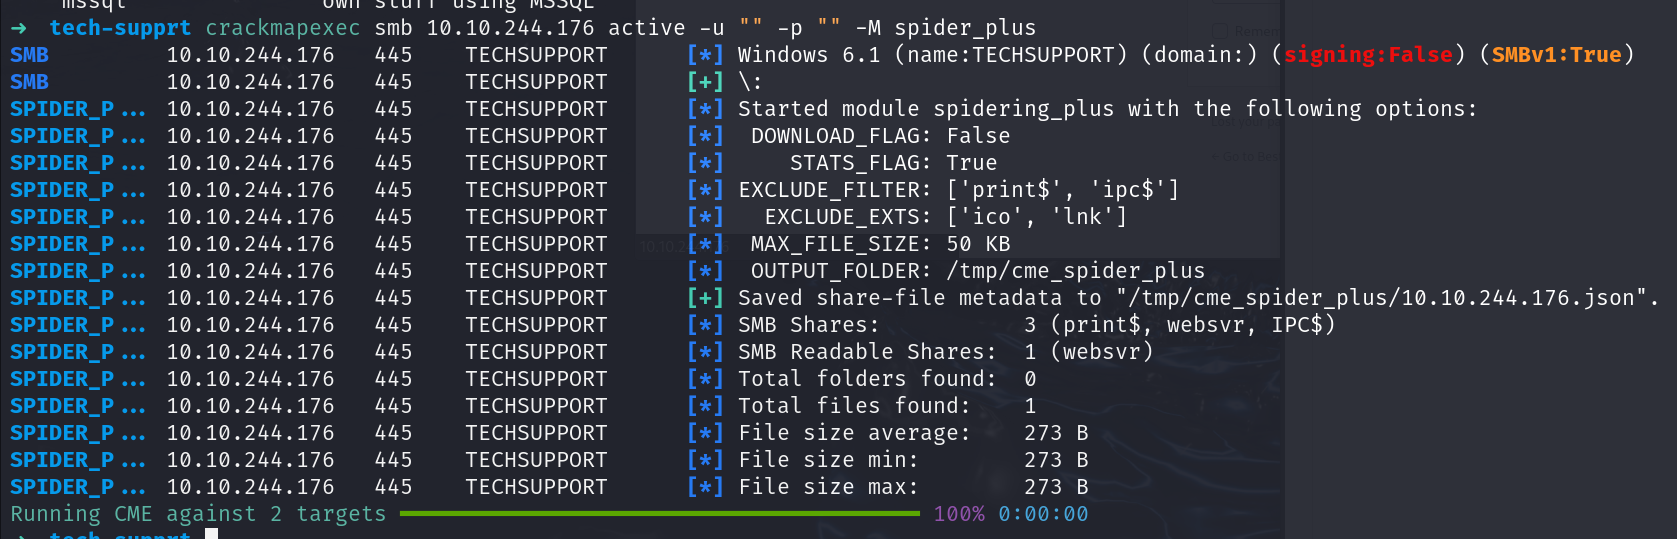 mssql own stuff using MSSQL
→ tech-supprt crackmapexec smb 10.10.244.176 active -u "" -p "" -M spider_plus
SMB 10.10.244.176 445 TECHSUPPORT [*] Windows 6.1 (name:TECHSUPPORT) (domain:) (signing:False) (SMBv1:True)
SMB 10.10.244.176 445 TECHSUPPORT [+] \:
SPIDER_P... 10.10.244.176 445 TECHSUPPORT [*] Started module spidering_plus with the following options:
SPIDER_P... 10.10.244.176 445 TECHSUPPORT [*] DOWNLOAD_FLAG: False
SPIDER_P... 10.10.244.176 445 TECHSUPPORT [*] STATS_FLAG: True
SPIDER_P... 10.10.244.176 445 TECHSUPPORT [*] EXCLUDE_FILTER: ['print$', 'ipc$']
SPIDER_P... 10.10.244.176 445 TECHSUPPORT [*] EXCLUDE_EXTS: ['ico', 'lnk']
SPIDER_P... 10.10.244.176 445 TECHSUPPORT [*] MAX_FILE_SIZE: 50 KB
SPIDER_P... 10.10.244.176 445 TECHSUPPORT [*] OUTPUT_FOLDER: /tmp/cme_spider_plus
SPIDER_P... 10.10.244.176 445 TECHSUPPORT [+] Saved share-file metadata to "/tmp/cme_spider_plus/10.10.244.176.json".
SPIDER_P... 10.10.244.176 445 TECHSUPPORT [*] SMB Shares: 3 (print$, websvr, IPC$)
SPIDER_P... 10.10.244.176 445 TECHSUPPORT [*] SMB Readable Shares: 1 (websvr)
SPIDER_P... 10.10.244.176 445 TECHSUPPORT [*] Total folders found: 0
SPIDER_P... 10.10.244.176 445 TECHSUPPORT [*] Total files found: 1
SPIDER_P... 10.10.244.176 445 TECHSUPPORT [*] File size average: 273 B
SPIDER_P... 10.10.244.176 445 TECHSUPPORT [*] File size min: 273 B
SPIDER_P... 10.10.244.176 445 TECHSUPPORT [*] File size max: 273 B
Running CME against 2 targets 100% 0:00:00
→ tech-supprt